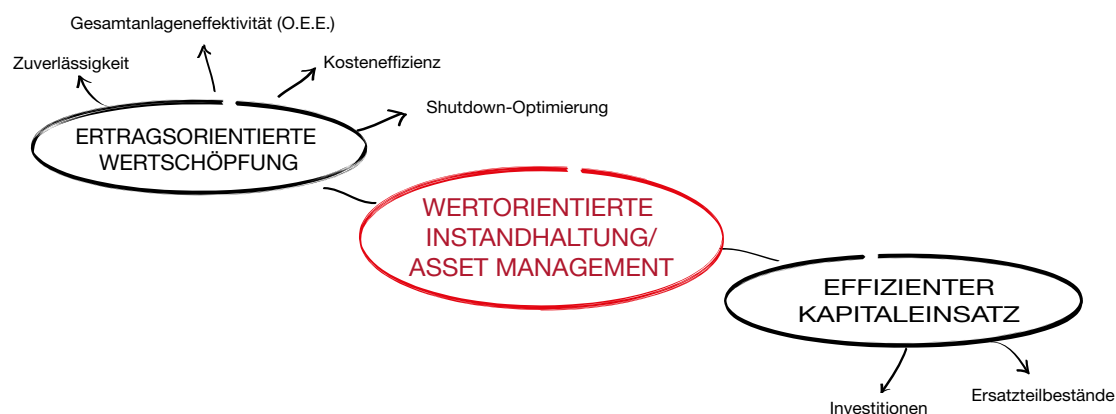 Gesamtanlageneffektivität (O.E.E.)
Zuverlässigkeit
Kosteneffizienz
Shutdown-Optimierung
ERTRAGSORIENTIERTE
WERTSCHÖPFUNG
WERTORIENTIERTE
INSTANDHALTUNG/
ASSET MANAGEMENT
EFFIZIENTER
KAPITALEINSATZ
Investitionen
Ersatzteilbestände